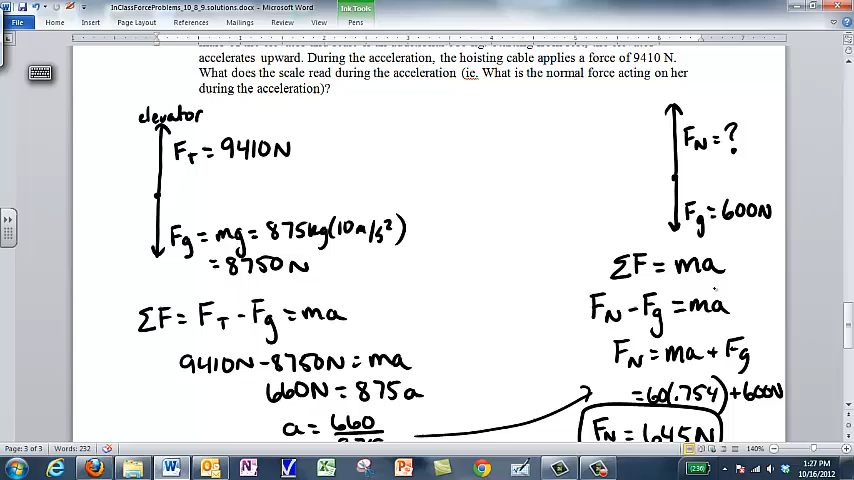 InClassForceProblems_10_8_9.solutions.docx - Microsoft Word
Ink Tools
File Home Insert Page Layout References Mailings Review View Pens
accelerates upward. During the acceleration, the hoisting cable applies a force of 9410 N.
What does the scale read during the acceleration (ie. What is the normal force acting on her
during the acceleration)?
elevator
F_T = 9410N
F_g = mg = 875kg(10m/s²)
= 8750N
ΣF = F_T - F_g = ma
9410N - 8750N = ma
660N = 875a
a = 660
F_N = ?
F_g = 600N
ΣF = ma
F_N - F_g = ma
F_N = ma + F_g
= 60(.754) + 600N
F_N = 645N
Page: 3 of 3 Words: 232 140%
236 1:27 PM
10/16/2012